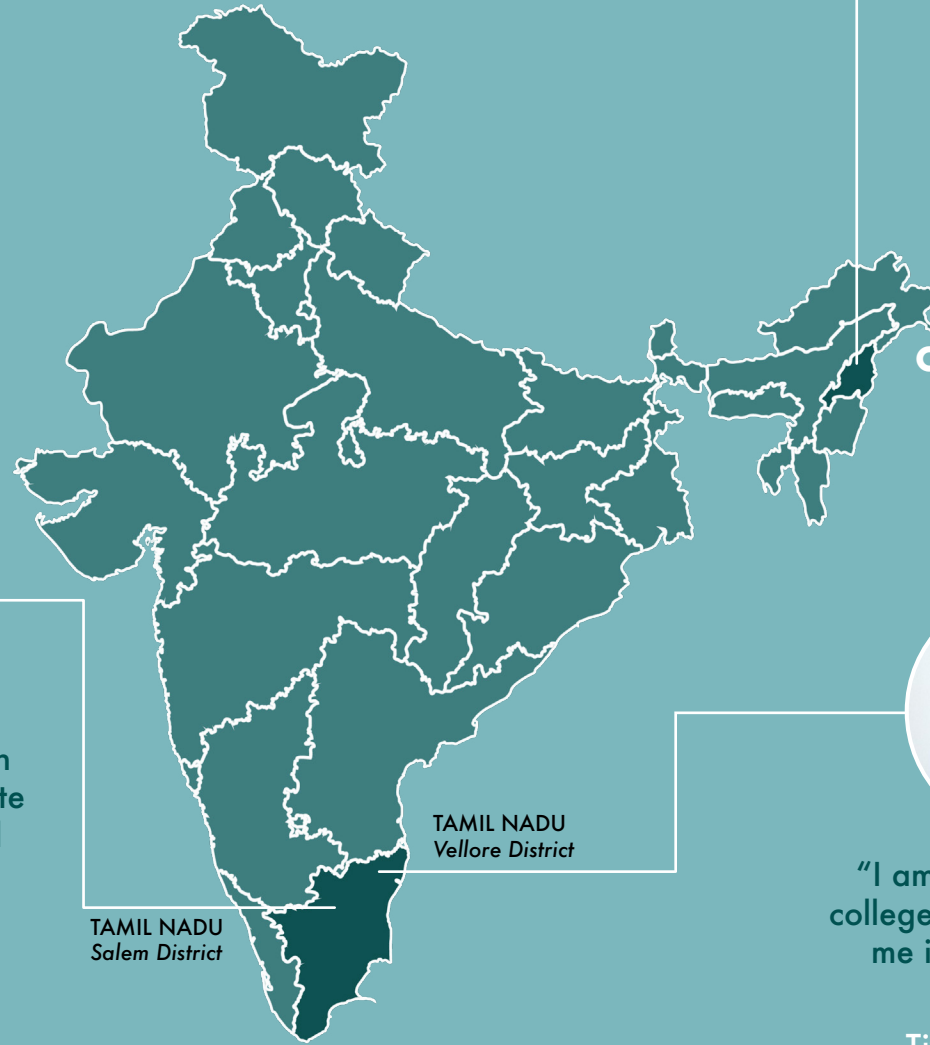 TAMIL NADU
Vellore District
TAMIL NADU
Salem District
"I am
college
me i